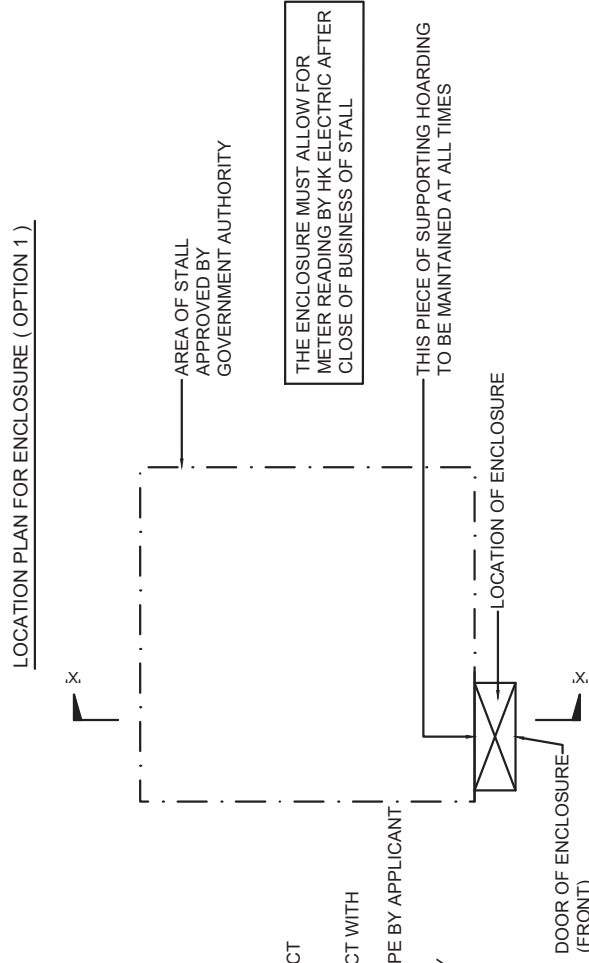 LOCATION PLAN FOR ENCLOSURE ( OPTION 1 )
'X'
AREA OF STALL
APPROVED BY
GOVERNMENT AUTHORITY
THE ENCLOSURE MUST ALLOW FOR
METER READING BY HK ELECTRIC AFTER
CLOSE OF BUSINESS OF STALL
THIS PIECE OF SUPPORTING HOARDING
TO BE MAINTAINED AT ALL TIMES
LOCATION OF ENCLOSURE
'X'
DOOR OF ENCLOSURE
(FRONT)
CT
CT WITH
PE BY APPLICANT